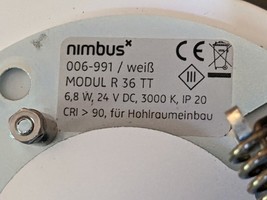 nimbus
006-991 / weiß
MODUL R 36 TT
6,8 W, 24 V DC, 3000 K, IP 20
CRI > 90, für Hohlraumeinbau
CE
III